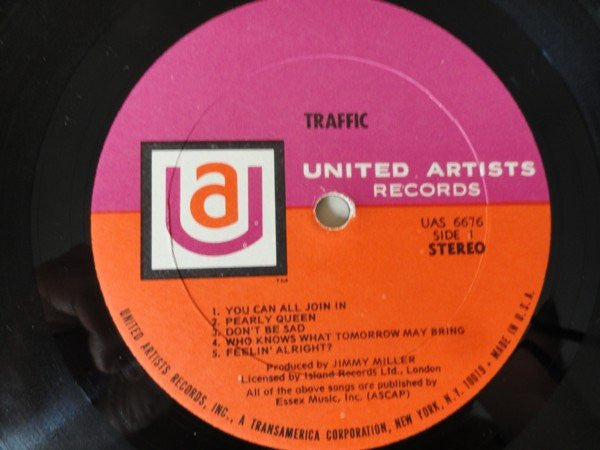 TRAFFIC
ua
UNITED ARTISTS
RECORDS
UAS 6676
SIDE 1
STEREO
TM
1. YOU CAN ALL JOIN IN
2. PEARLY QUEEN
3. DON'T BE SAD
4. WHO KNOWS WHAT TOMORROW MAY BRING
5. FEELIN' ALRIGHT?
Produced by JIMMY MILLER
Licensed by Island Records Ltd., London
All of the above songs are published by
Essex Music, Inc. (ASCAP)
UNITED ARTISTS RECORDS, INC., A TRANSAMERICA CORPORATION, NEW YORK, N.Y. 10019 • MADE IN U.S.A.